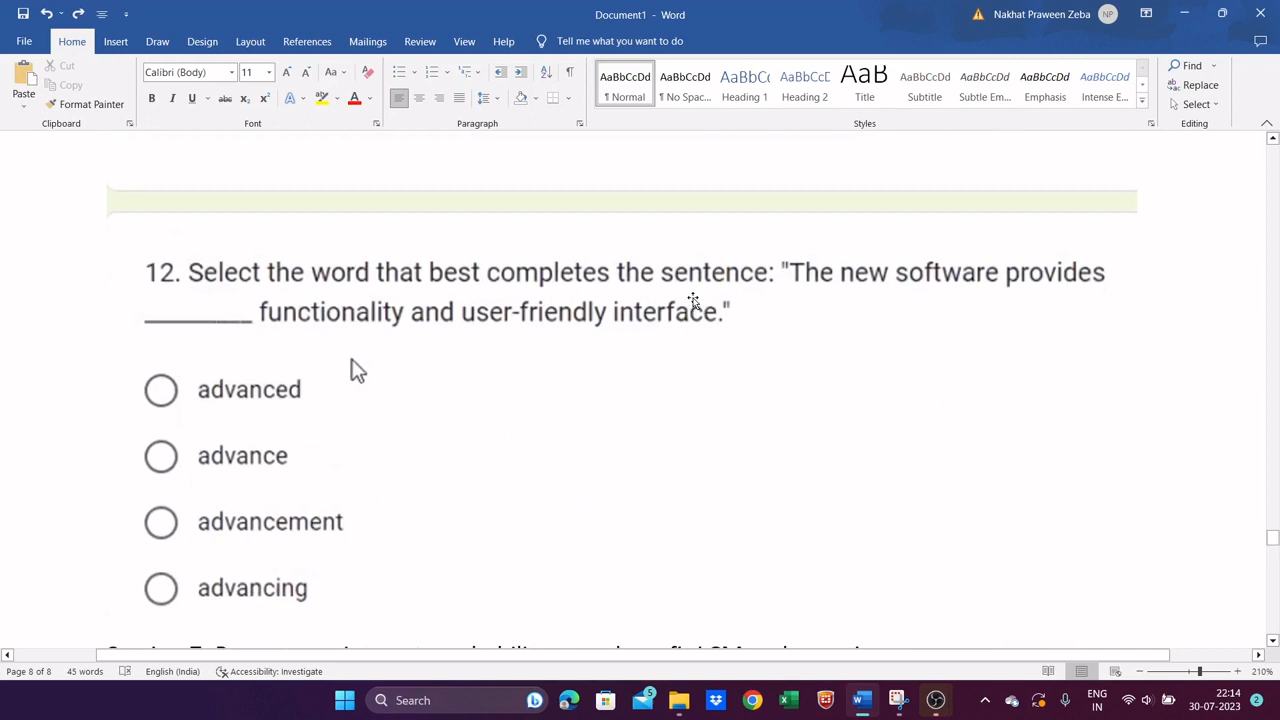 Document1 - Word
Nakhat Praween Zeba NP
File Home Insert Draw Design Layout References Mailings Review View Help Tell me what you want to do
Paste
Cut
Copy
Format Painter
Clipboard
Calibri (Body) 11
Font
Paragraph
AaBbCcDd AaBbCcDd AaBbCc AaBbCcD AaB AaBbCcD AaBbCcDd AaBbCcDd AaBbCcDd
¶ Normal ¶ No Spac... Heading 1 Heading 2 Title Subtitle Subtle Em... Emphasis Intense E...
Styles
Find
Replace
Select
Editing
12. Select the word that best completes the sentence: "The new software provides
_________ functionality and user-friendly interface."
advanced
advance
advancement
advancing
Page 8 of 8 45 words English (India) Accessibility: Investigate 210%
Search
5
ENG
IN
22:14
30-07-2023
2